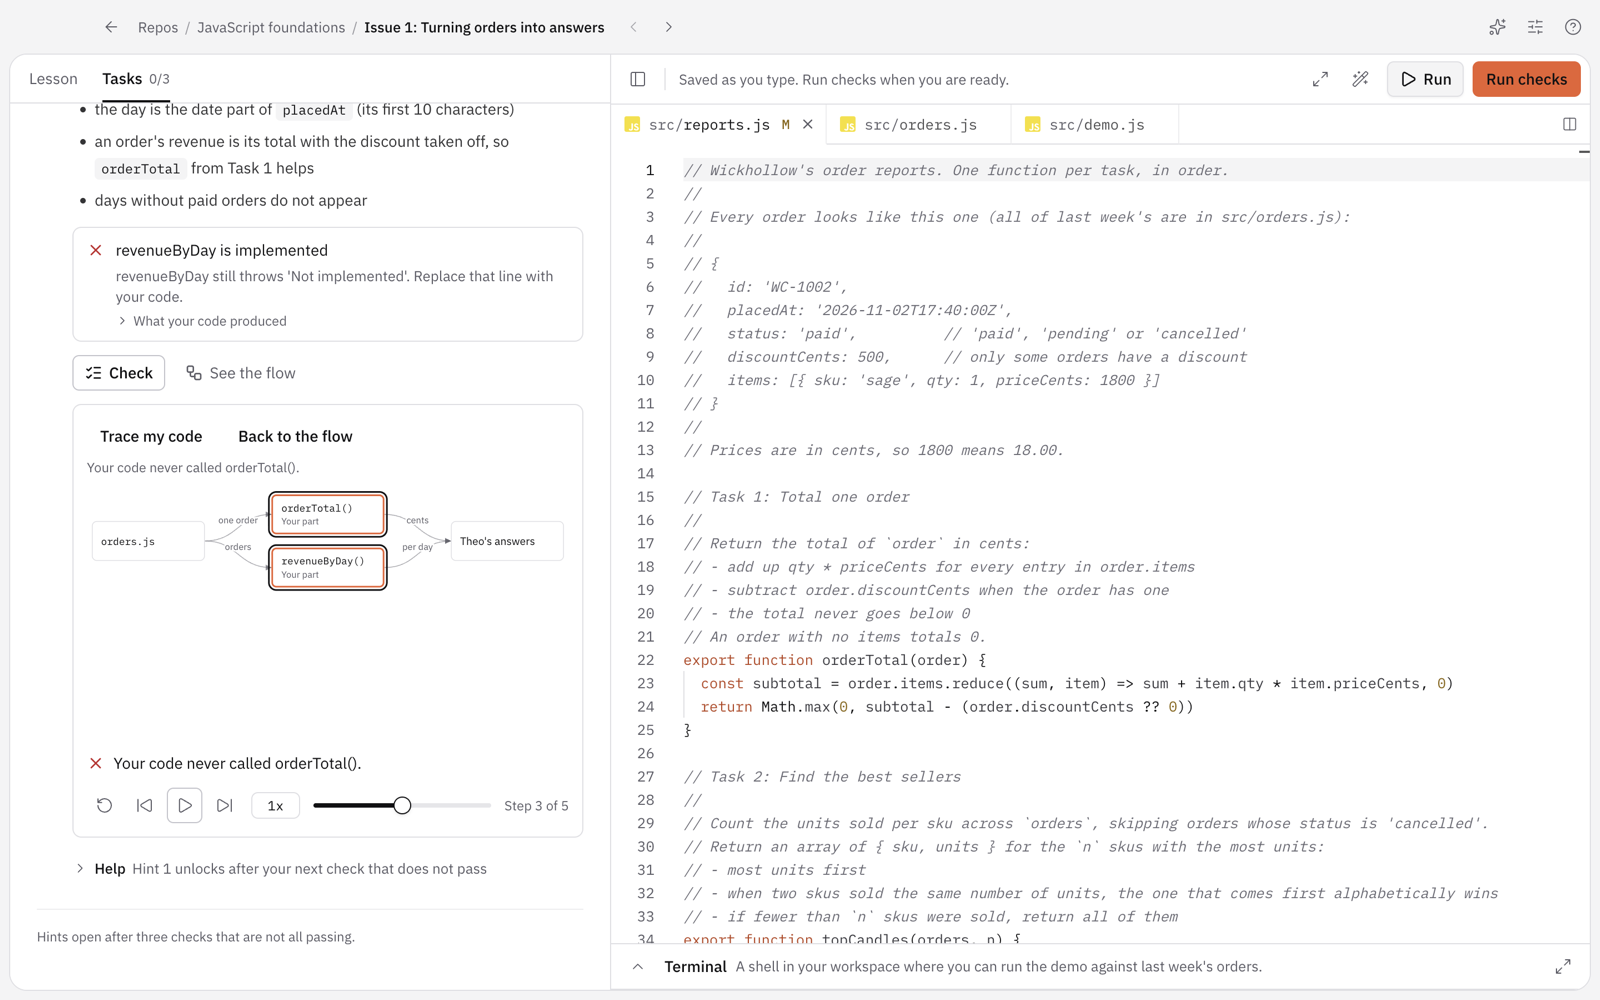 Repos / JavaScript foundations / Issue 1: Turning orders into answers
Lesson
Tasks 0/3
the day is the date part of placedAt (its first 10 characters)
an order's revenue is its total with the discount taken off, so
orderTotal from Task 1 helps
days without paid orders do not appear
revenueByDay is implemented
revenueByDay still throws 'Not implemented'. Replace that line with
your code.
What your code produced
Check
See the flow
Trace my code
Back to the flow
Your code never called orderTotal().
orders.js
one order
orders
orderTotal()
Your part
revenueByDay()
Your part
cents
per day
Theo's answers
Your code never called orderTotal().
1x
Step 3 of 5
Help Hint 1 unlocks after your next check that does not pass
Hints open after three checks that are not all passing.
Saved as you type. Run checks when you are ready.
Run
Run checks
JS src/reports.js M
JS src/orders.js
JS src/demo.js
1 // Wickhollow's order reports. One function per task, in order.
2 //
3 // Every order looks like this one (all of last week's are in src/orders.js):
4 //
5 // {
6 //   id: 'WC-1002',
7 //   placedAt: '2026-11-02T17:40:00Z',
8 //   status: 'paid',          // 'paid', 'pending' or 'cancelled'
9 //   discountCents: 500,      // only some orders have a discount
10 //   items: [{ sku: 'sage', qty: 1, priceCents: 1800 }]
11 // }
12 //
13 // Prices are in cents, so 1800 means 18.00.
14
15 // Task 1: Total one order
16 //
17 // Return the total of `order` in cents:
18 // - add up qty * priceCents for every entry in order.items
19 // - subtract order.discountCents when the order has one
20 // - the total never goes below 0
21 // An order with no items totals 0.
22 export function orderTotal(order) {
23   const subtotal = order.items.reduce((sum, item) => sum + item.qty * item.priceCents, 0)
24   return Math.max(0, subtotal - (order.discountCents ?? 0))
25 }
26
27 // Task 2: Find the best sellers
28 //
29 // Count the units sold per sku across `orders`, skipping orders whose status is 'cancelled'.
30 // Return an array of { sku, units } for the `n` skus with the most units:
31 // - most units first
32 // - when two skus sold the same number of units, the one that comes first alphabetically wins
33 // - if fewer than `n` skus were sold, return all of them
34 export function topCandles(orders, n) {
Terminal A shell in your workspace where you can run the demo against last week's orders.